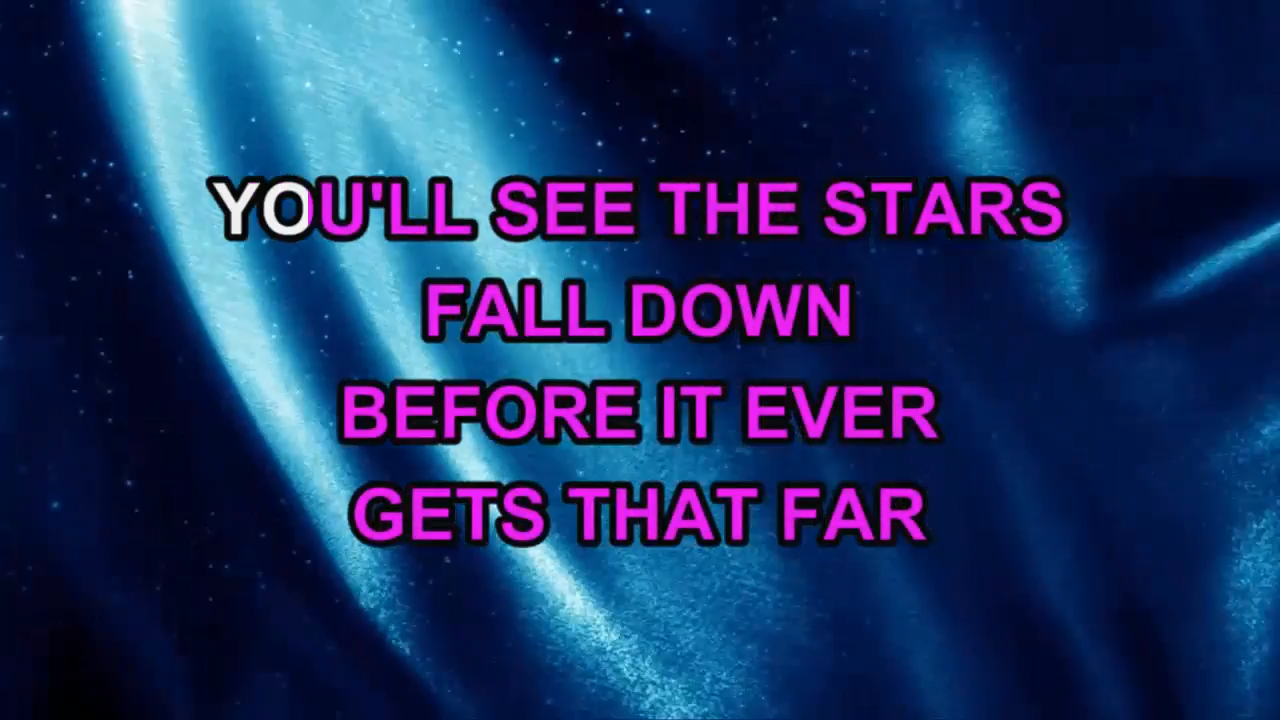 YOU'LL SEE THE STARS
FALL DOWN
BEFORE IT EVER
GETS THAT FAR